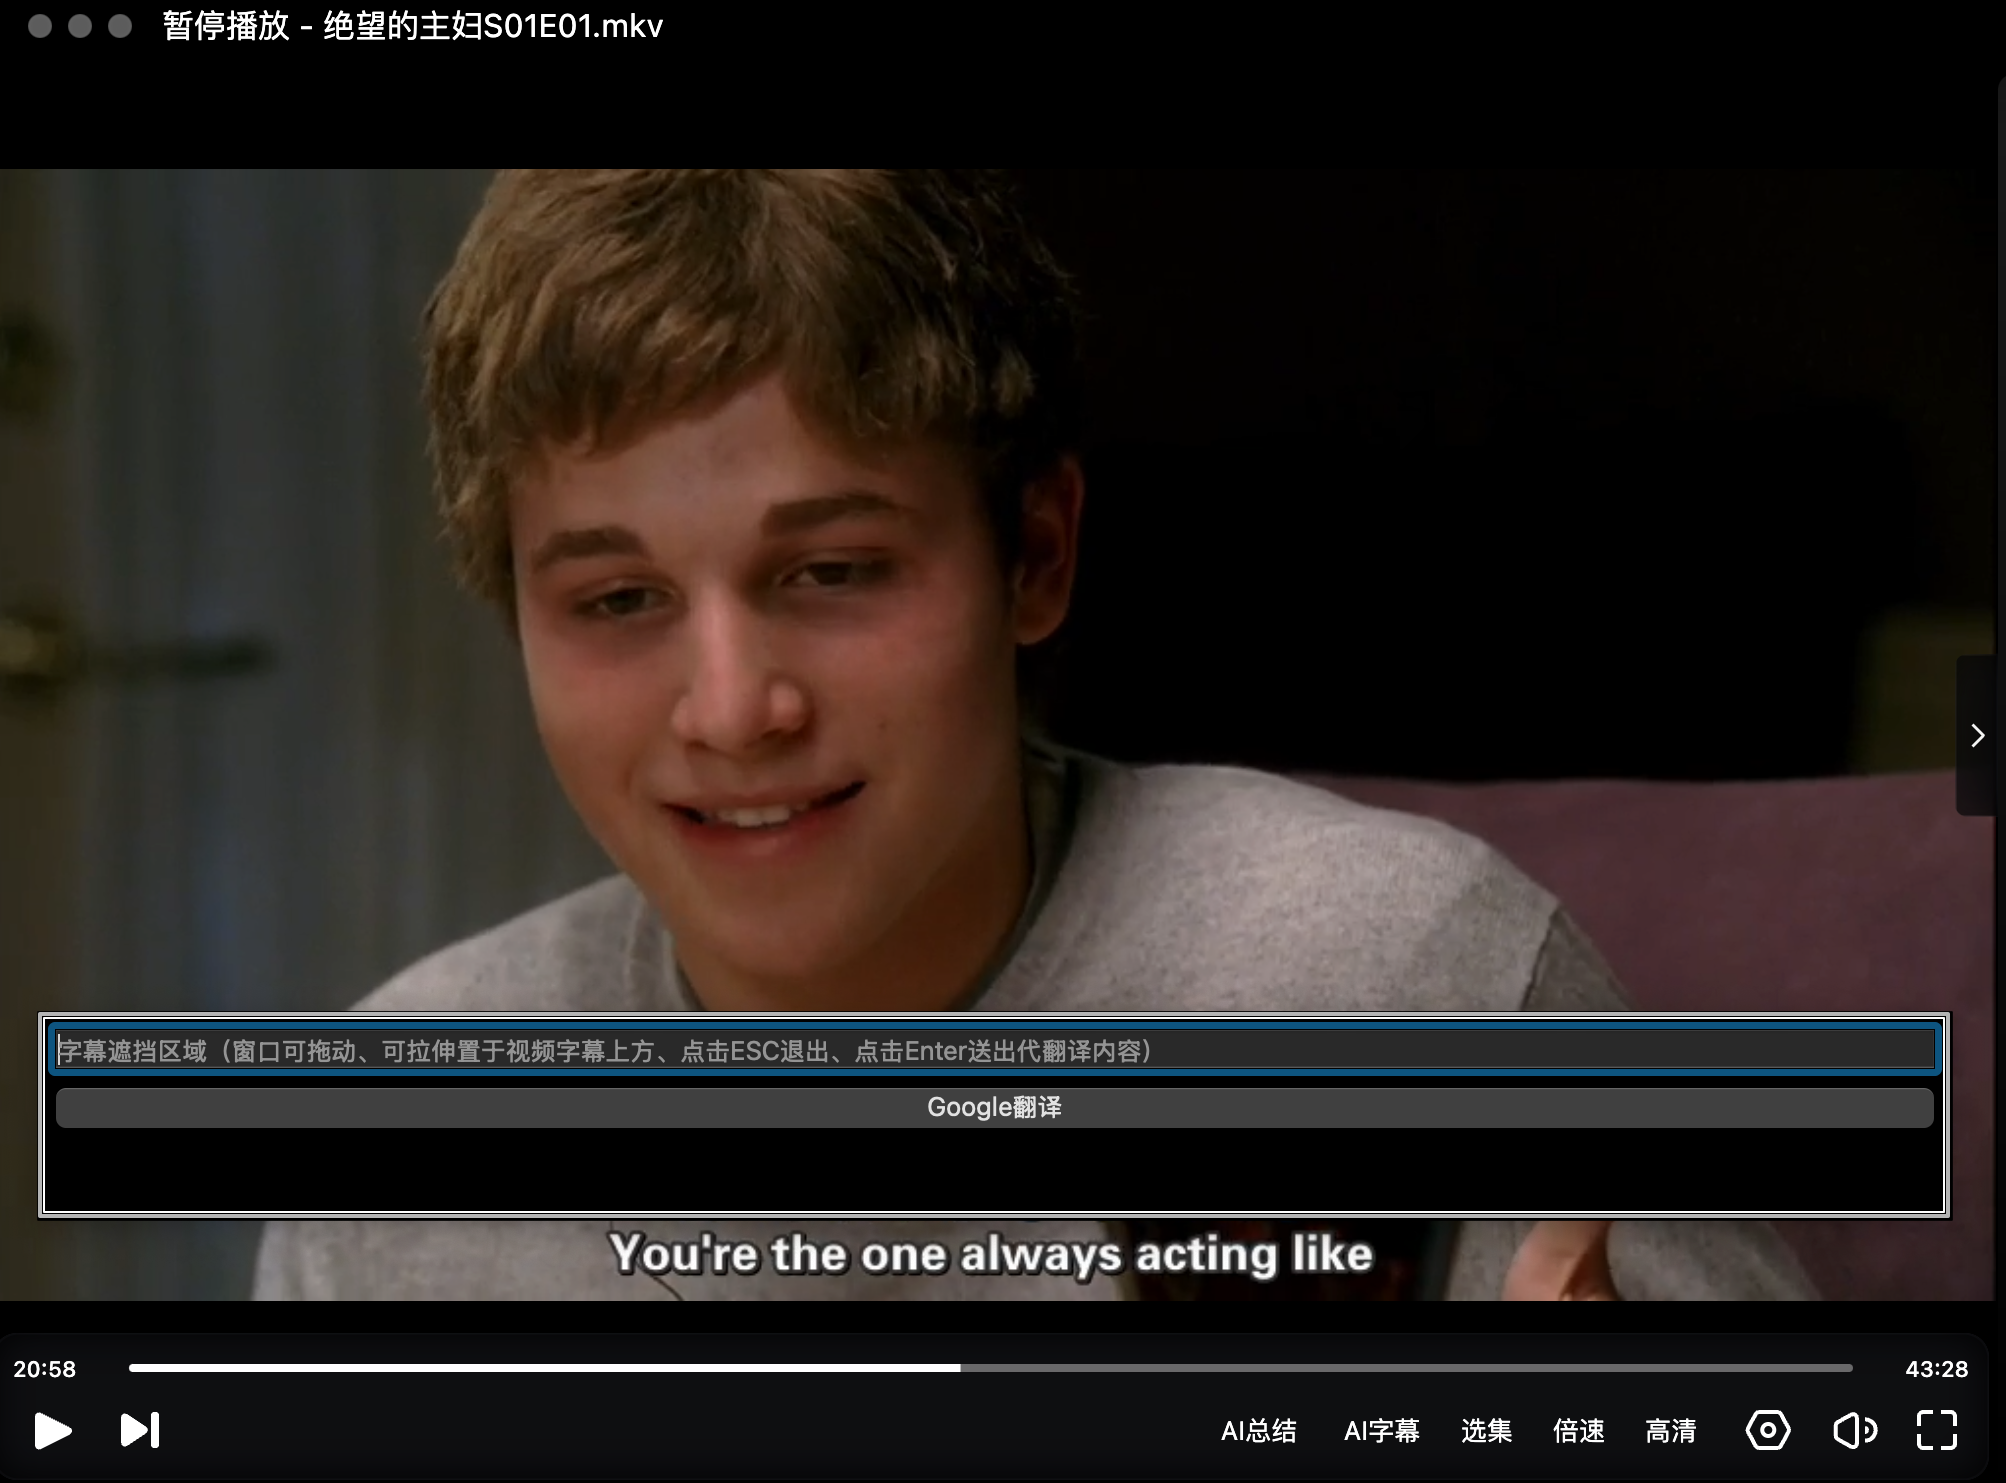 暂停播放 - 绝望的主妇S01E01.mkv
字幕遮挡区域（窗口可拖动、可拉伸置于视频字幕上方、点击ESC退出、点击Enter送出代翻译内容）
Google翻译
You're the one always acting like
20:58
43:28
AI总结 AI字幕 选集 倍速 高清